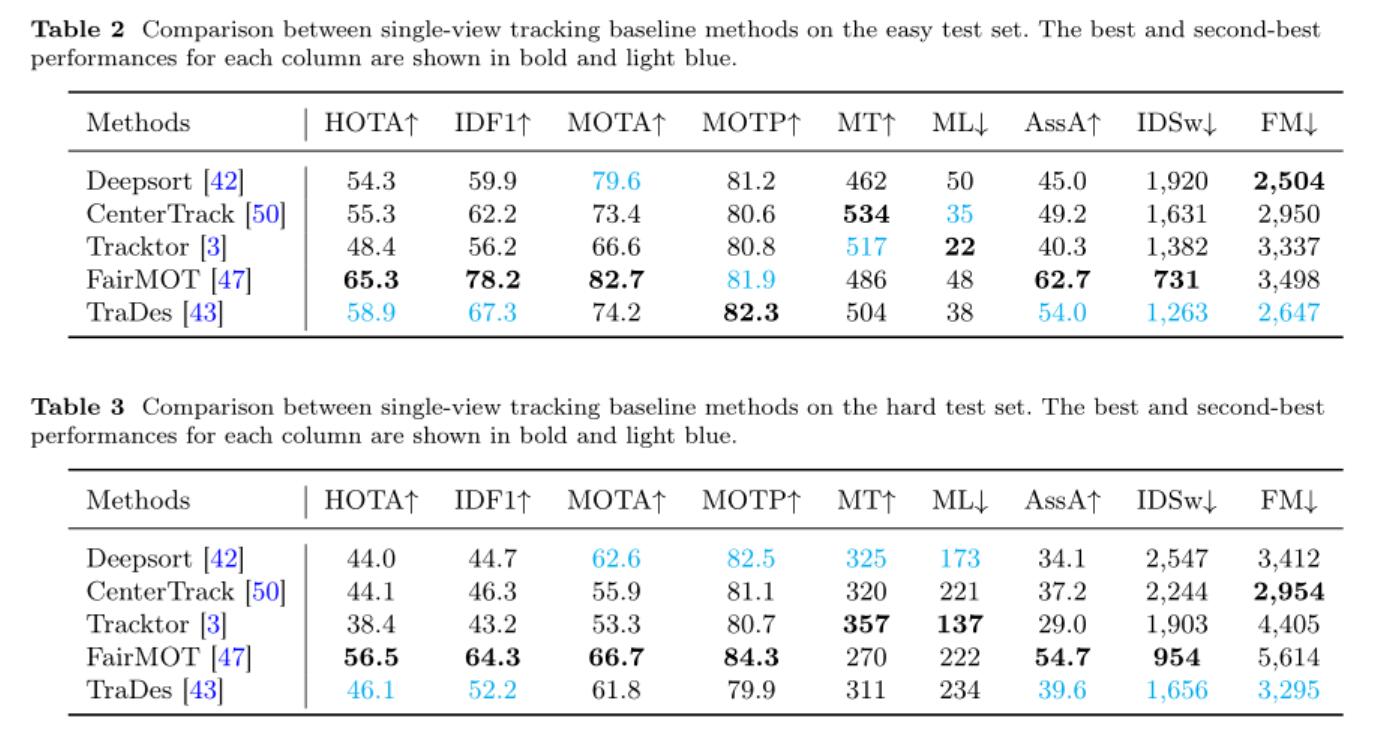 Table 2 Comparison between single-view tracking baseline methods on the easy test set. The best and second-best
performances for each column are shown in bold and light blue.
Methods HOTA↑ IDF1↑ MOTA↑ MOTP↑ MT↑ ML↓ AssA↑ IDSw↓ FM↓
Deepsort [42] 54.3 59.9 79.6 81.2 462 50 45.0 1,920 2,504
CenterTrack [50] 55.3 62.2 73.4 80.6 534 35 49.2 1,631 2,950
Tracktor [3] 48.4 56.2 66.6 80.8 517 22 40.3 1,382 3,337
FairMOT [47] 65.3 78.2 82.7 81.9 486 48 62.7 731 3,498
TraDes [43] 58.9 67.3 74.2 82.3 504 38 54.0 1,263 2,647
Table 3 Comparison between single-view tracking baseline methods on the hard test set. The best and second-best
performances for each column are shown in bold and light blue.
Methods HOTA↑ IDF1↑ MOTA↑ MOTP↑ MT↑ ML↓ AssA↑ IDSw↓ FM↓
Deepsort [42] 44.0 44.7 62.6 82.5 325 173 34.1 2,547 3,412
CenterTrack [50] 44.1 46.3 55.9 81.1 320 221 37.2 2,244 2,954
Tracktor [3] 38.4 43.2 53.3 80.7 357 137 29.0 1,903 4,405
FairMOT [47] 56.5 64.3 66.7 84.3 270 222 54.7 954 5,614
TraDes [43] 46.1 52.2 61.8 79.9 311 234 39.6 1,656 3,295